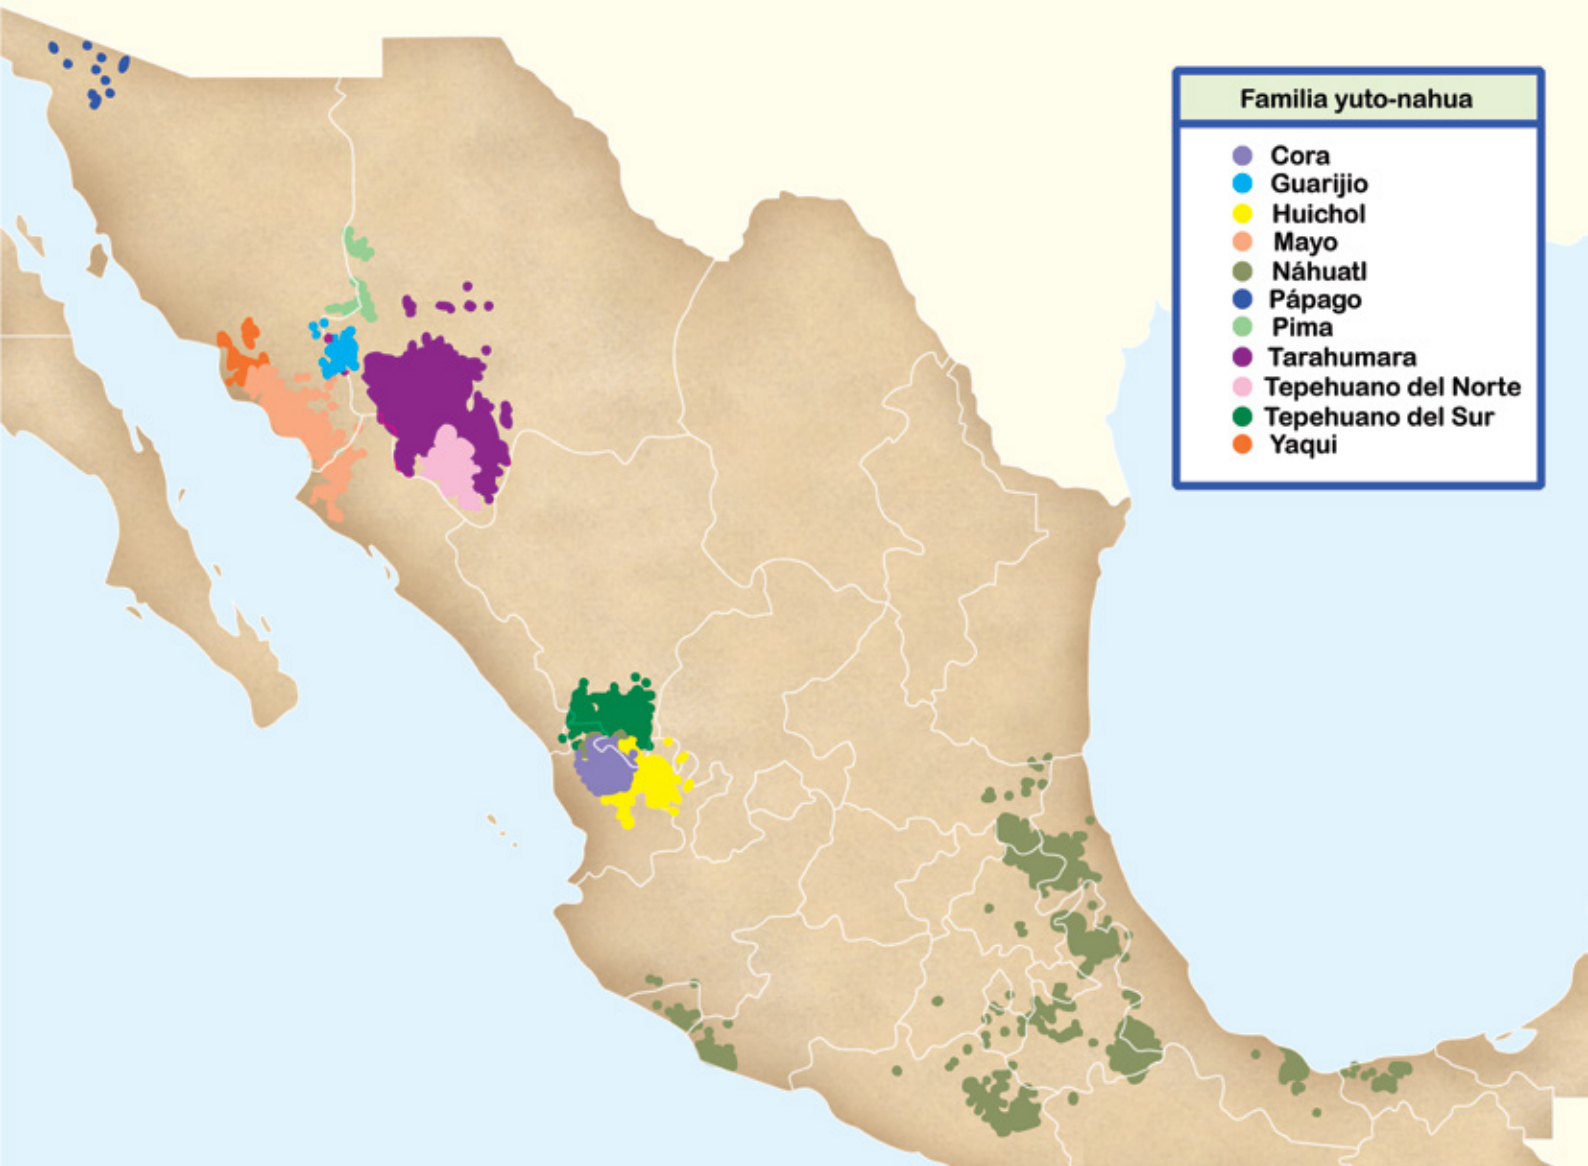 Familia yuto-nahua
Cora
Guarijio
Huichol
Mayo
Náhuatl
Pápago
Pima
Tarahumara
Tepehuano del Norte
Tepehuano del Sur
Yaqui